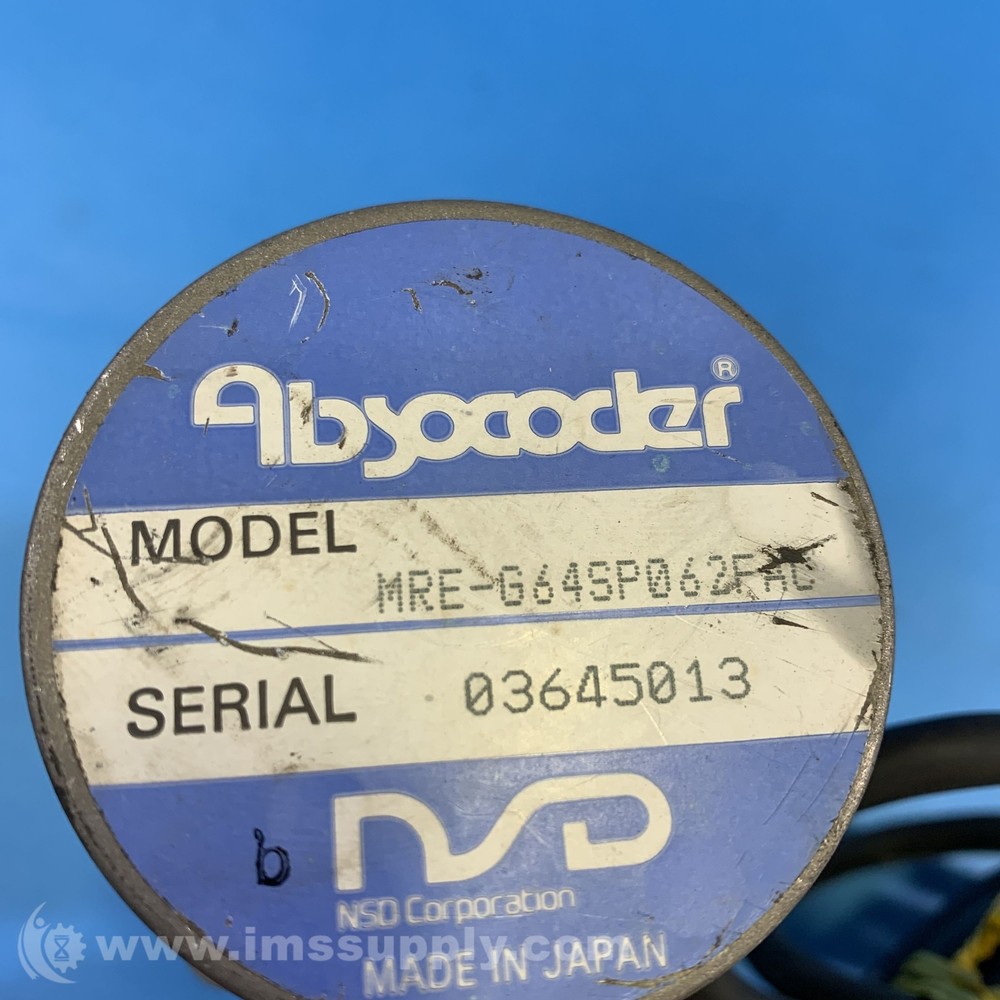 Absocoder®
MODEL
MRE-G64SP062FAC
SERIAL 03645013
b
NSD
NSD Corporation
MADE IN JAPAN
www.imssupply.com